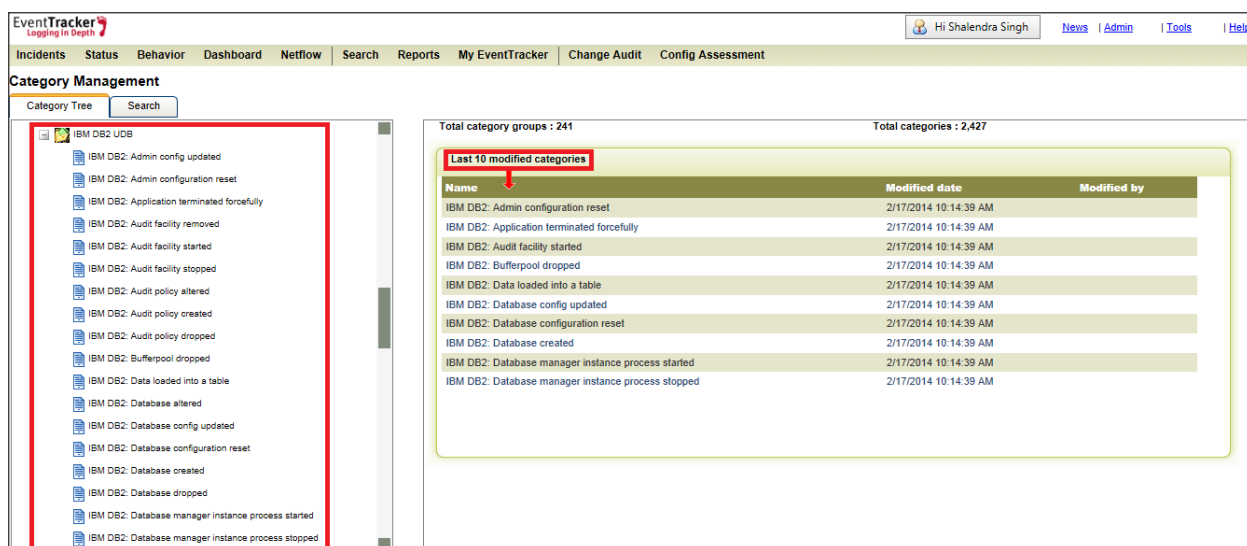 EventTracker
Logging in Depth
Hi Shalendra Singh
News | Admin | Tools | Help
Incidents Status Behavior Dashboard Netflow Search Reports My EventTracker Change Audit Config Assessment
Category Management
Category Tree Search
IBM DB2 UDB
IBM DB2: Admin config updated
IBM DB2: Admin configuration reset
IBM DB2: Application terminated forcefully
IBM DB2: Audit facility removed
IBM DB2: Audit facility started
IBM DB2: Audit facility stopped
IBM DB2: Audit policy altered
IBM DB2: Audit policy created
IBM DB2: Audit policy dropped
IBM DB2: Bufferpool dropped
IBM DB2: Data loaded into a table
IBM DB2: Database altered
IBM DB2: Database config updated
IBM DB2: Database configuration reset
IBM DB2: Database created
IBM DB2: Database dropped
IBM DB2: Database manager instance process started
IBM DB2: Database manager instance process stopped
Total category groups : 241 Total categories : 2,427
Last 10 modified categories
Name Modified date Modified by
IBM DB2: Admin configuration reset 2/17/2014 10:14:39 AM
IBM DB2: Application terminated forcefully 2/17/2014 10:14:39 AM
IBM DB2: Audit facility started 2/17/2014 10:14:39 AM
IBM DB2: Bufferpool dropped 2/17/2014 10:14:39 AM
IBM DB2: Data loaded into a table 2/17/2014 10:14:39 AM
IBM DB2: Database config updated 2/17/2014 10:14:39 AM
IBM DB2: Database configuration reset 2/17/2014 10:14:39 AM
IBM DB2: Database created 2/17/2014 10:14:39 AM
IBM DB2: Database manager instance process started 2/17/2014 10:14:39 AM
IBM DB2: Database manager instance process stopped 2/17/2014 10:14:39 AM